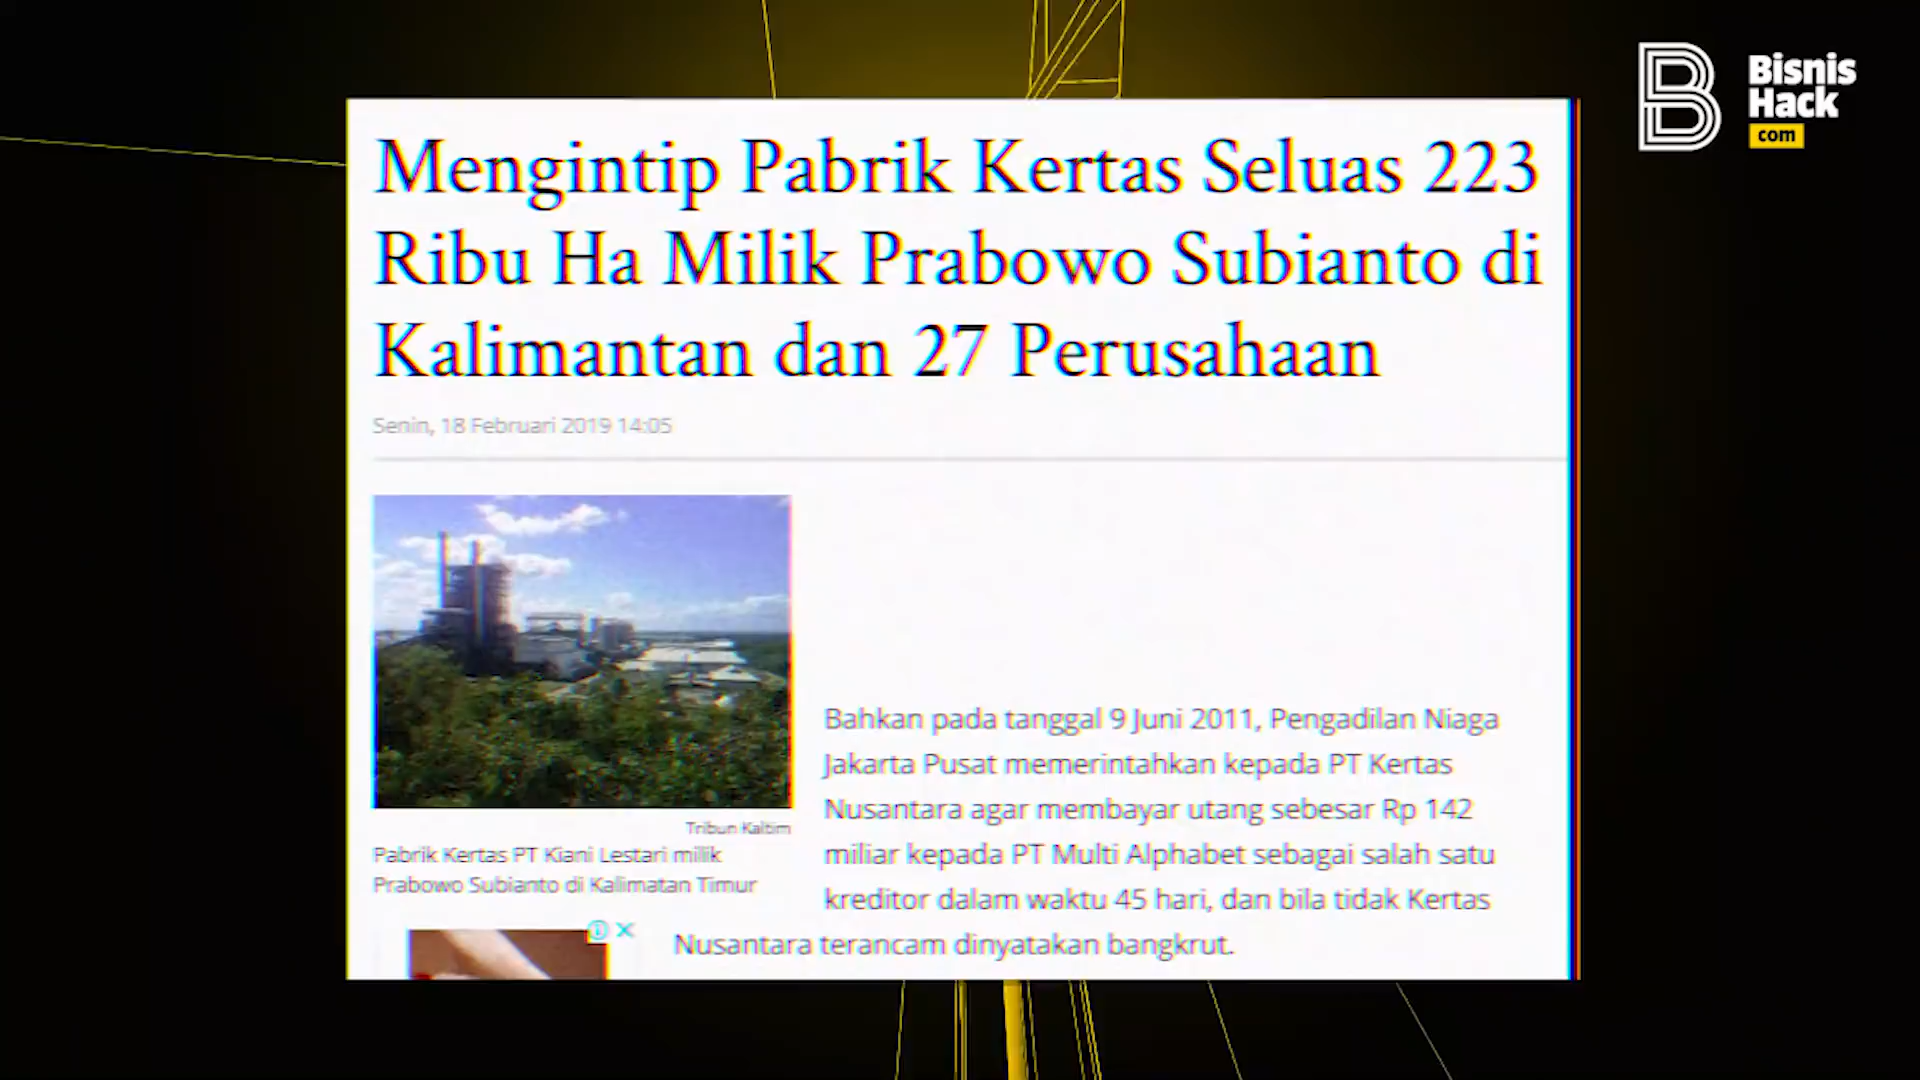 Bisnis
Hack
com
Mengintip Pabrik Kertas Seluas 223
Ribu Ha Milik Prabowo Subianto di
Kalimantan dan 27 Perusahaan
Senin, 18 Februari 2019 14:05
Tribun Kaltim
Pabrik Kertas PT Kiani Lestari milik
Prabowo Subianto di Kalimatan Timur
Bahkan pada tanggal 9 Juni 2011, Pengadilan Niaga
Jakarta Pusat memerintahkan kepada PT Kertas
Nusantara agar membayar utang sebesar Rp 142
miliar kepada PT Multi Alphabet sebagai salah satu
kreditor dalam waktu 45 hari, dan bila tidak Kertas
Nusantara terancam dinyatakan bangkrut.